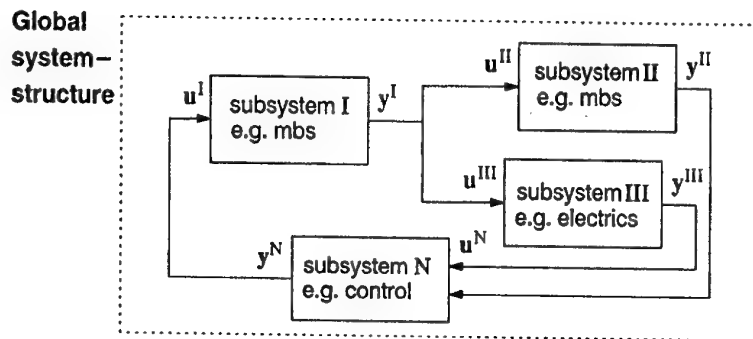 Global
system–
structure
u^I
subsystem I
e.g. mbs
y^I
u^II
subsystem II
e.g. mbs
y^II
u^III
subsystem III
e.g. electrics
y^III
y^N
subsystem N
e.g. control
u^N